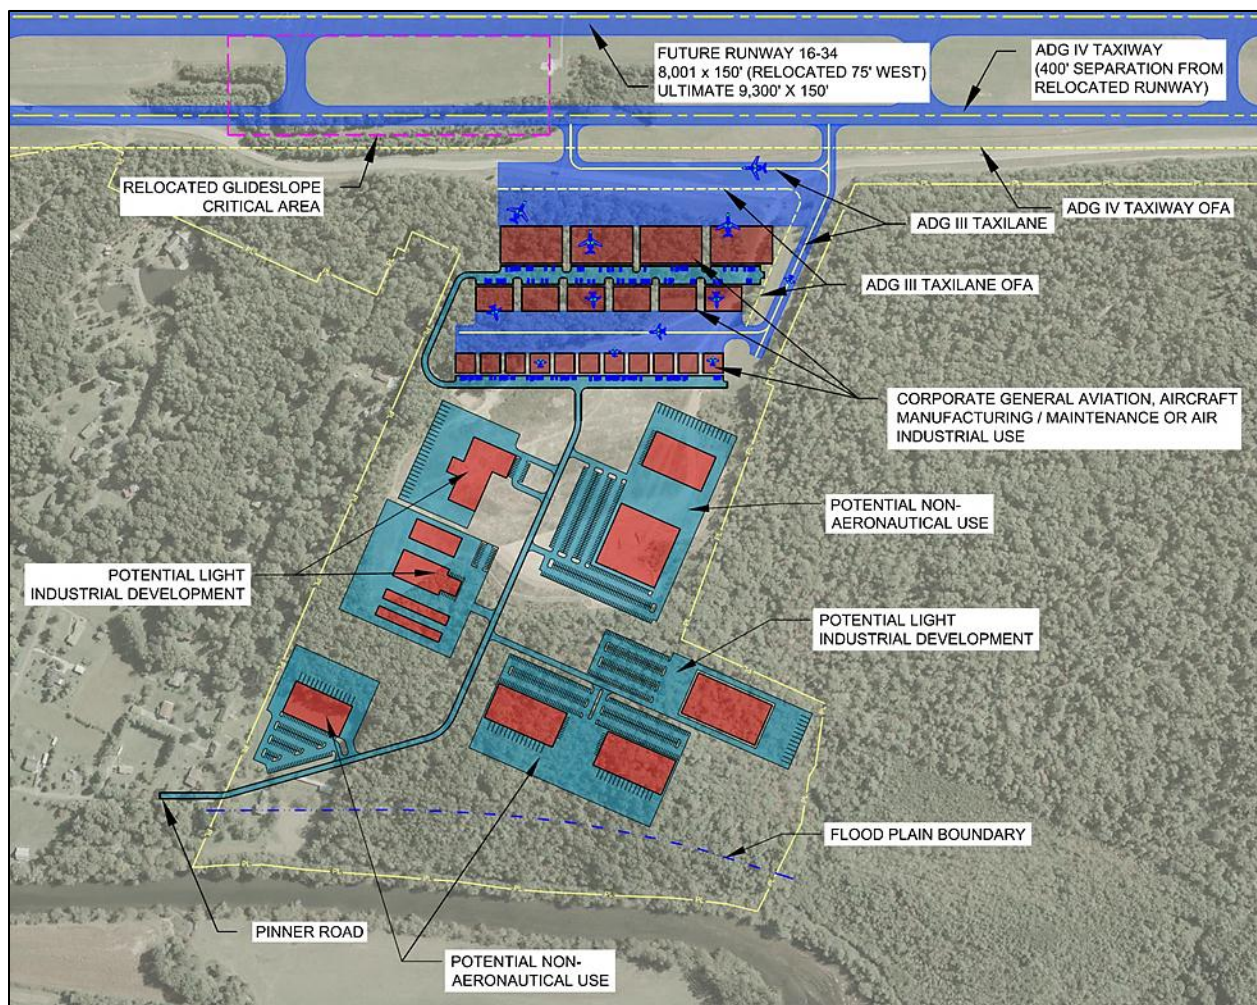 FUTURE RUNWAY 16-34
8,001 x 150' (RELOCATED 75' WEST)
ULTIMATE 9,300' X 150'
ADG IV TAXIWAY
(400' SEPARATION FROM
RELOCATED RUNWAY)
RELOCATED GLIDESLOPE
CRITICAL AREA
ADG III TAXILANE
ADG IV TAXIWAY OFA
ADG III TAXILANE OFA
CORPORATE GENERAL AVIATION, AIRCRAFT
MANUFACTURING / MAINTENANCE OR AIR
INDUSTRIAL USE
POTENTIAL NON-
AERONAUTICAL USE
POTENTIAL LIGHT
INDUSTRIAL DEVELOPMENT
POTENTIAL LIGHT
INDUSTRIAL DEVELOPMENT
FLOOD PLAIN BOUNDARY
PINNER ROAD
POTENTIAL NON-
AERONAUTICAL USE